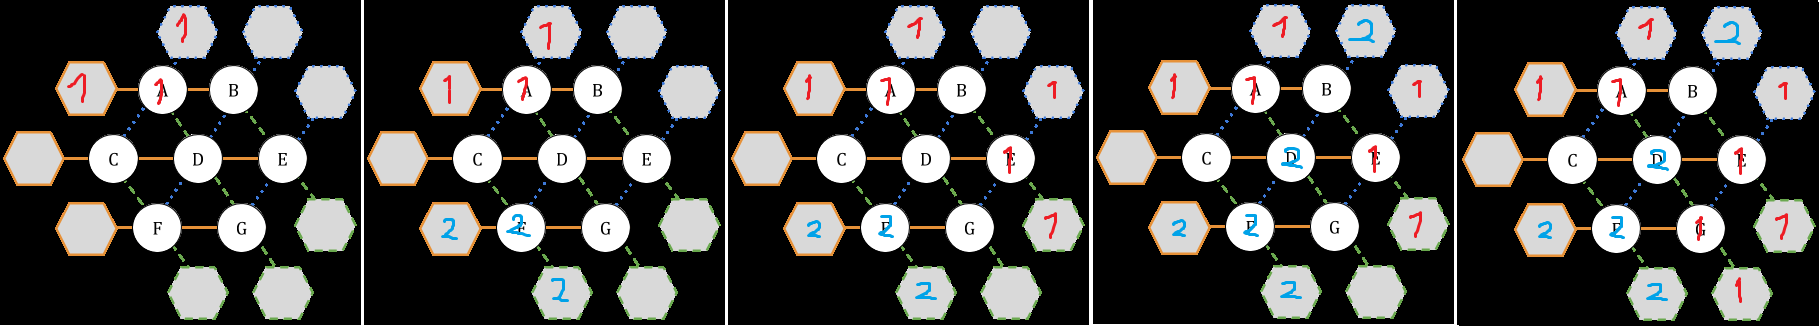 1
1 A 1 B
C D E
F G
1
1 A 1 B
C D E
2 F 2 G
2
1
1 A 1 B 1
C D E 1
2 F 2 G 1
2
1 2
1 A 1 B 1
C D 2 E 1
2 F 2 G 1
2
1 2
1 A 1 B 1
C D 2 E 1
2 F 2 G 1 1
2 1